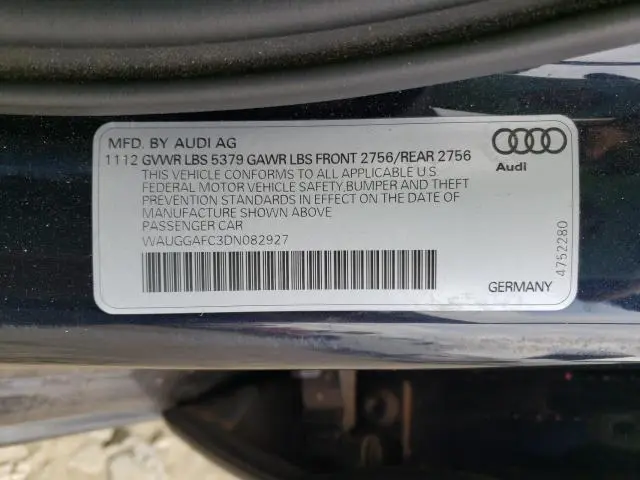 MFD. BY AUDI AG
1112 GVWR LBS 5379 GAWR LBS FRONT 2756/REAR 2756
THIS VEHICLE CONFORMS TO ALL APPLICABLE U.S
FEDERAL MOTOR VEHICLE SAFETY,BUMPER AND THEFT
PREVENTION STANDARDS IN EFFECT ON THE DATE OF
MANUFACTURE SHOWN ABOVE
PASSENGER CAR
WAUGGAFC3DN082927
Audi
4752280
GERMANY